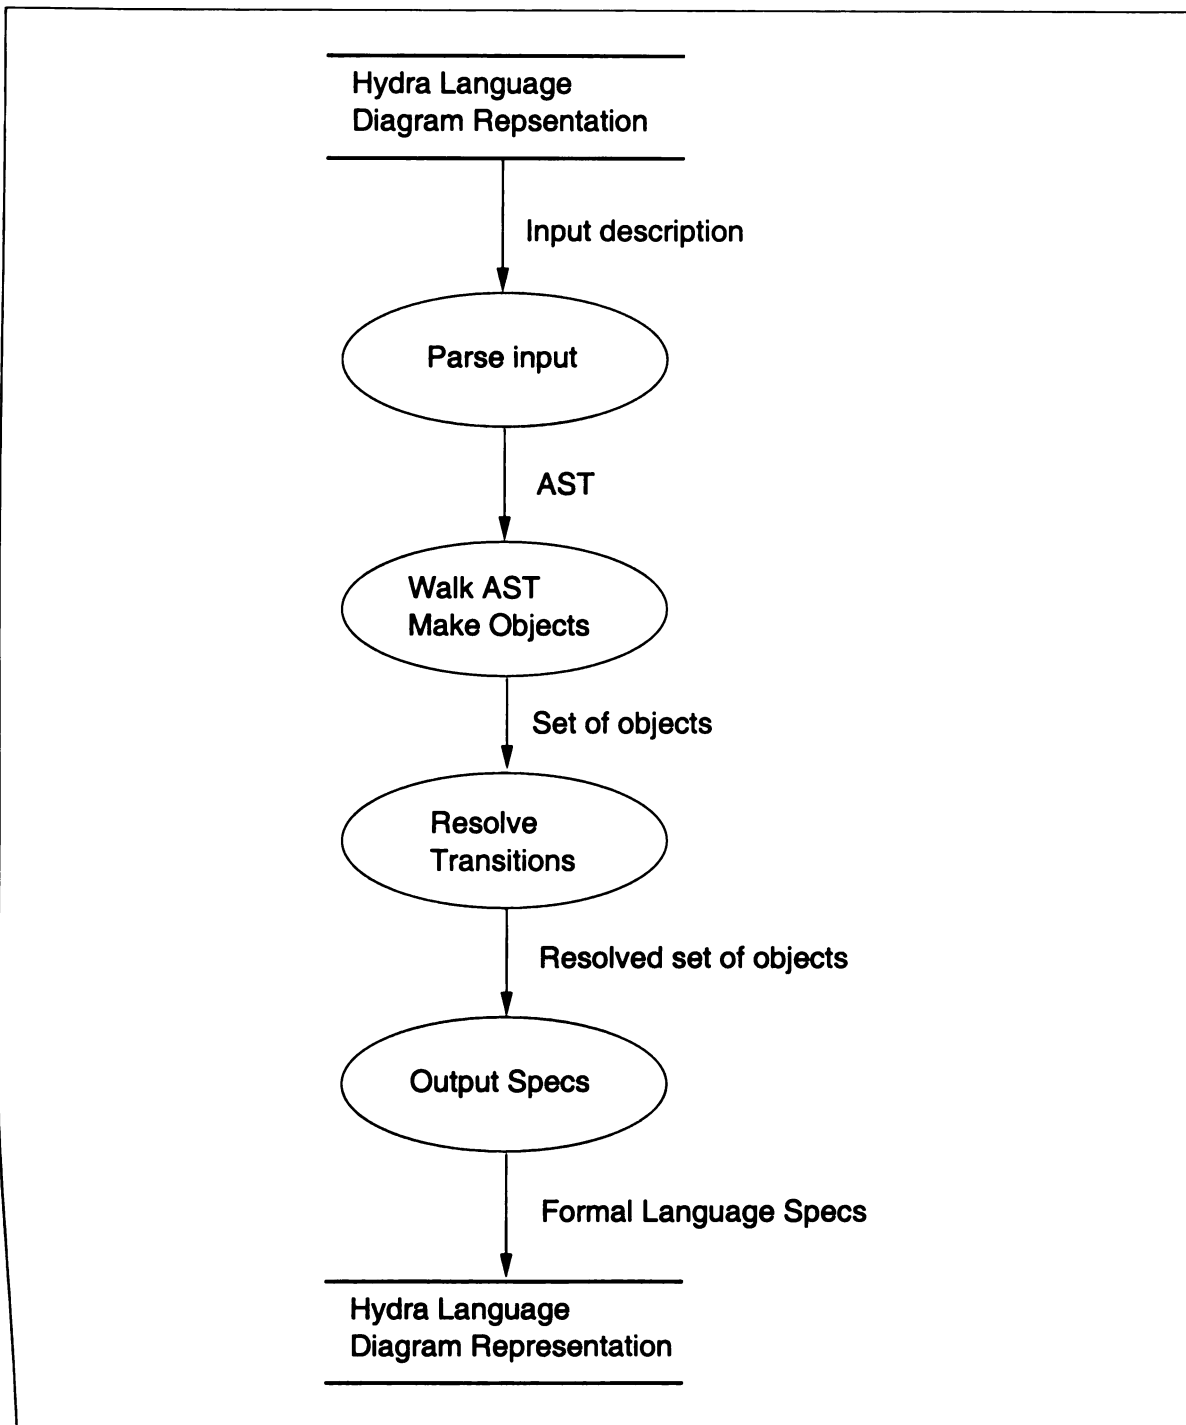 Hydra Language
Diagram Repsentation
Input description
Parse input
AST
Walk AST
Make Objects
Set of objects
Resolve
Transitions
Resolved set of objects
Output Specs
Formal Language Specs
Hydra Language
Diagram Representation